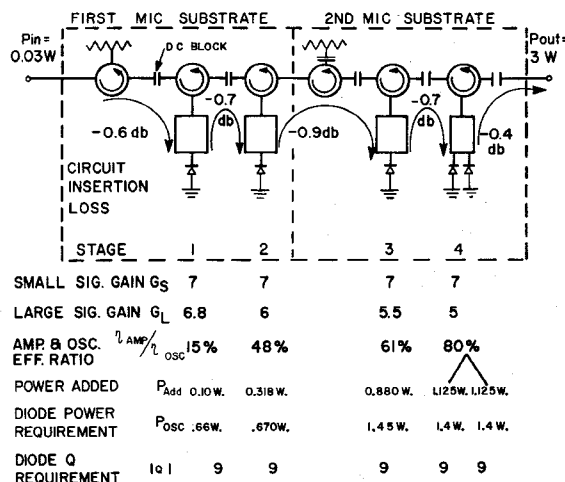 FIRST MIC SUBSTRATE 2ND MIC SUBSTRATE
Pin=
0.03W
Pout=
3 W
DC BLOCK
-0.6 db
-0.7
db
-0.9db
-0.7
db
-0.4
db
CIRCUIT
INSERTION
LOSS
STAGE 1 2 3 4
SMALL SIG. GAIN GS 7 7 7 7
LARGE SIG. GAIN GL 6.8 6 5.5 5
AMP. & OSC. η AMP/η OSC 15% 48% 61% 80%
EFF. RATIO
POWER ADDED PAdd 0.10W. 0.318W. 0.880W. 1.125W. 1.125W.
DIODE POWER
REQUIREMENT POSC .66W. .670W. 1.45W. 1.4W. 1.4W.
DIODE Q
REQUIREMENT |Q| 9 9 9 9 9